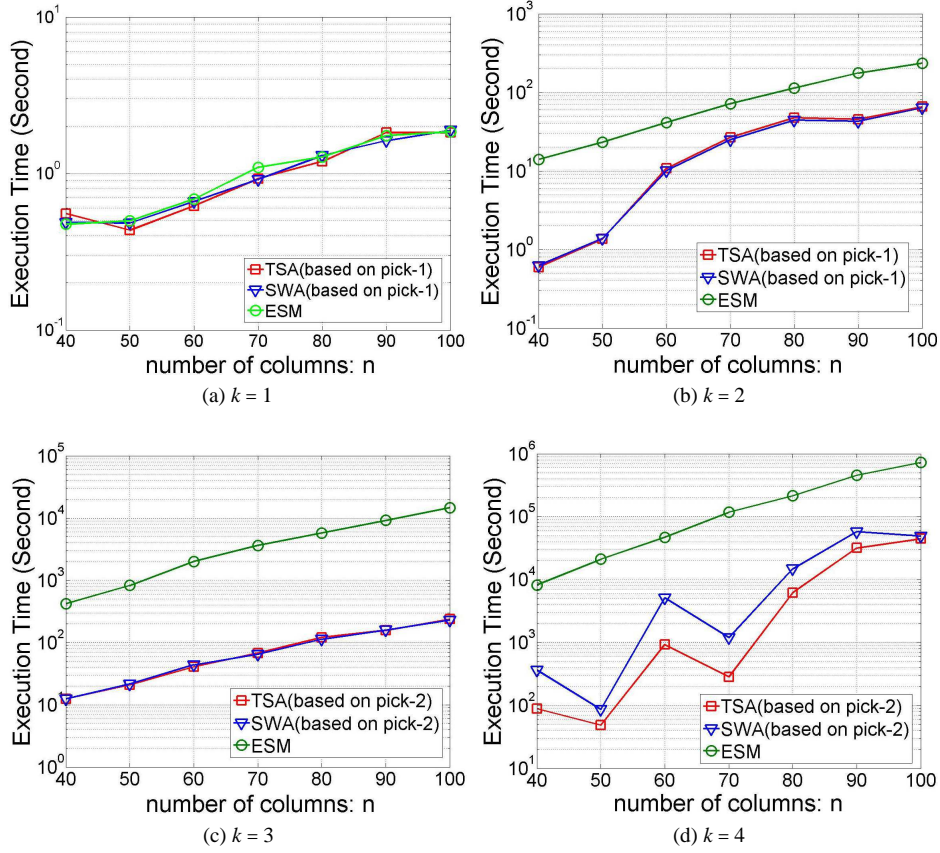 10^1
10^0
10^-1
Execution Time (Second)
TSA(based on pick-1)
SWA(based on pick-1)
ESM
40 50 60 70 80 90 100
number of columns: n
(a) k = 1
10^3
10^2
10^1
10^0
10^-1
Execution Time (Second)
TSA(based on pick-1)
SWA(based on pick-1)
ESM
40 50 60 70 80 90 100
number of columns: n
(b) k = 2
10^5
10^4
10^3
10^2
10^1
10^0
Execution Time (Second)
TSA(based on pick-2)
SWA(based on pick-2)
ESM
40 50 60 70 80 90 100
number of columns: n
(c) k = 3
10^6
10^5
10^4
10^3
10^2
10^1
Execution Time (Second)
TSA(based on pick-2)
SWA(based on pick-2)
ESM
40 50 60 70 80 90 100
number of columns: n
(d) k = 4